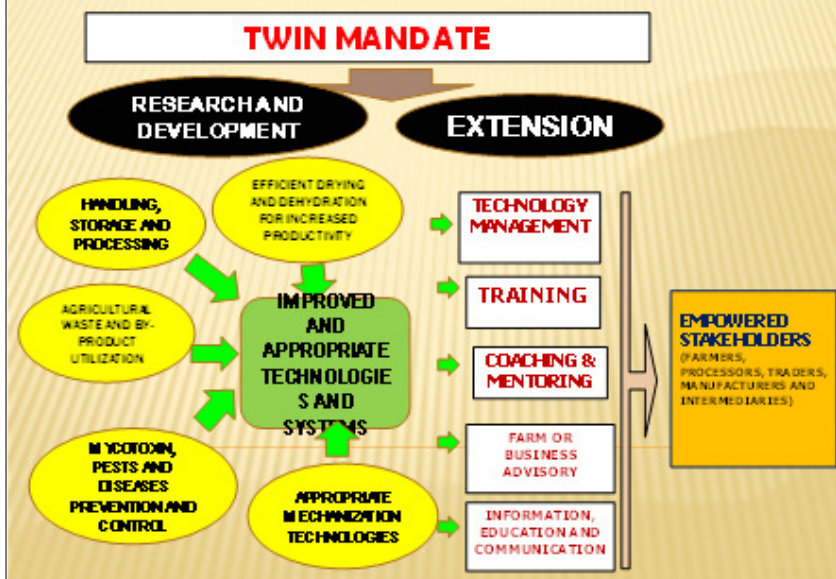 TWIN MANDATE
RESEARCH AND
DEVELOPMENT
EXTENSION
EFFICIENT DRYING
AND DEHYDRATION
FOR INCREASED
PRODUCTIVITY
HANDLING,
STORAGE AND
PROCESSING
AGRICULTURAL
WASTE AND BY-
PRODUCT
UTILIZATION
MYCOTOXIN,
PESTS AND
DISEASES
PREVENTION AND
CONTROL
IMPROVED
AND
APPROPRIATE
TECHNOLOGIE
S AND
SYSTEMS
APPROPRIATE
MECHANIZATION
TECHNOLOGIES
TECHNOLOGY
MANAGEMENT
TRAINING
COACHING &
MENTORING
FARM OR
BUSINESS
ADVISORY
INFORMATION,
EDUCATION AND
COMMUNICATION
EMPOWERED
STAKEHOLDERS
(FARMERS,
PROCESSORS, TRADERS,
MANUFACTURERS AND
INTERMEDIARIES)